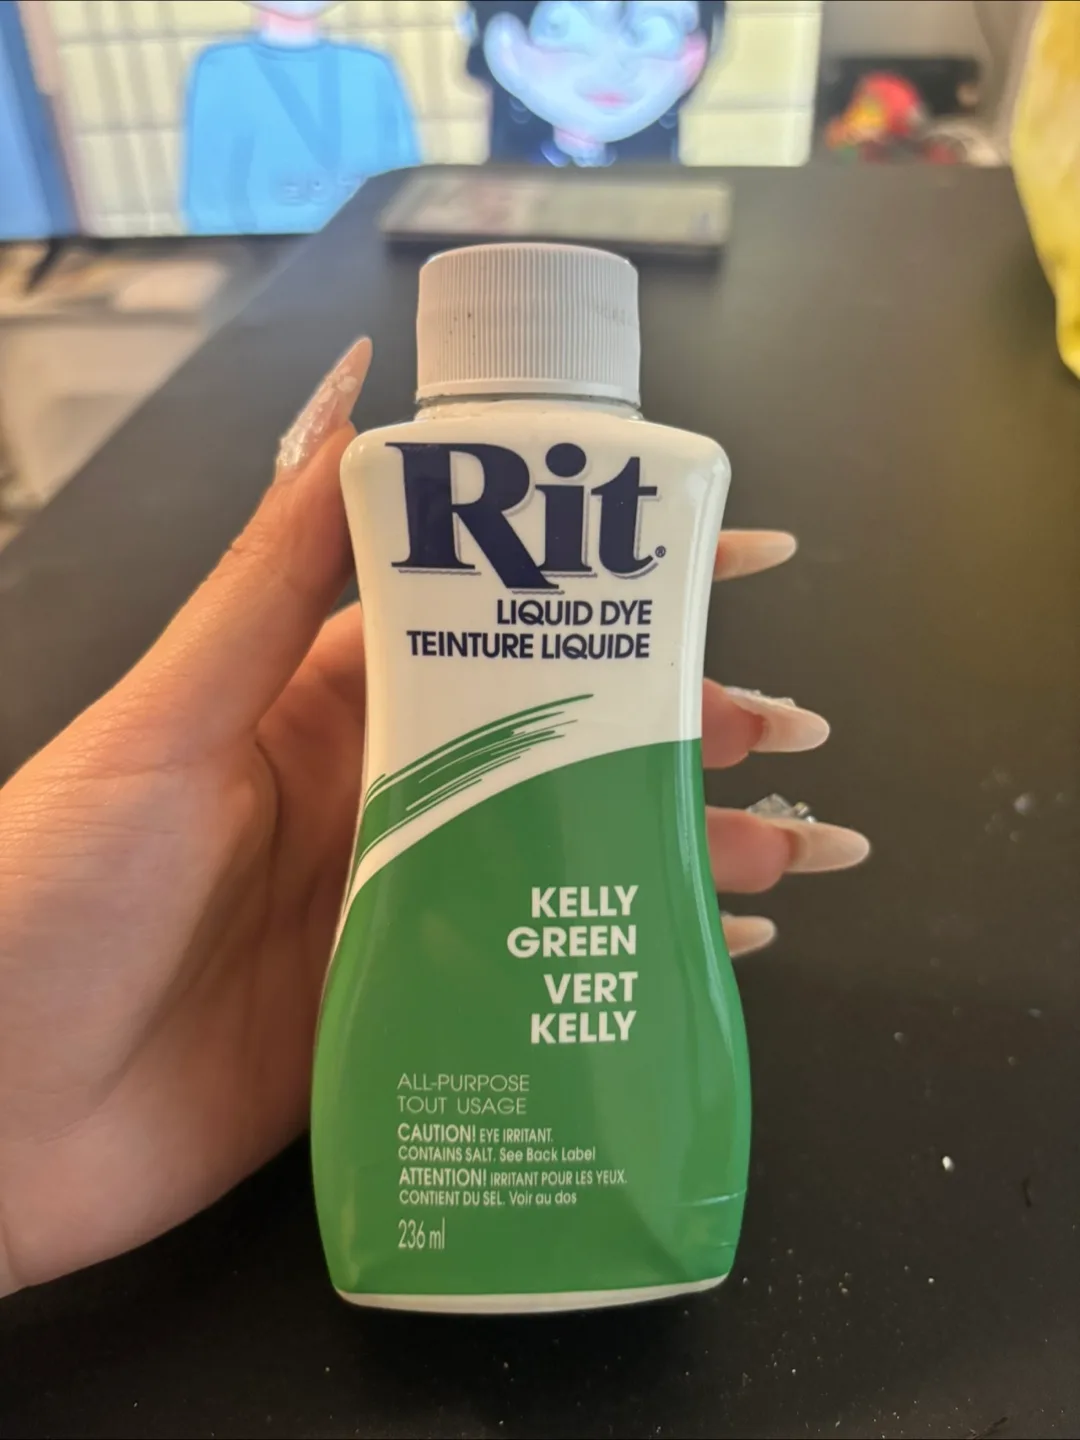 Rit®
LIQUID DYE
TEINTURE LIQUIDE
KELLY
GREEN
VERT
KELLY
ALL-PURPOSE
TOUT USAGE
CAUTION! EYE IRRITANT.
CONTAINS SALT. See Back Label
ATTENTION! IRRITANT POUR LES YEUX.
CONTIENT DU SEL. Voir au dos
236 ml